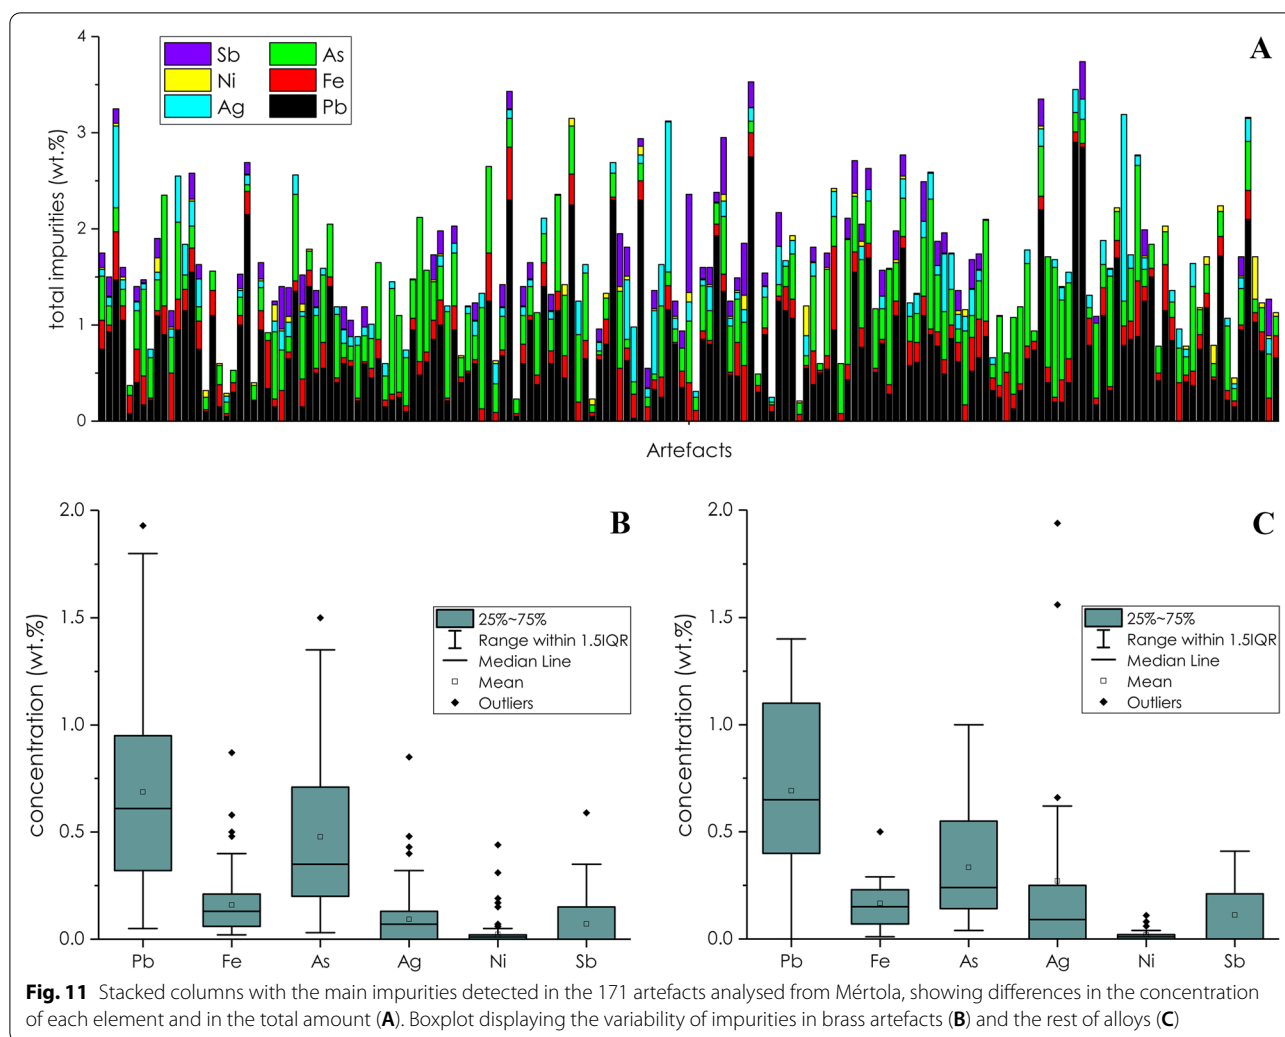 A
4
3
2
1
0
total impurities (wt.%)
Sb As
Ni Fe
Ag Pb
Artefacts
B
2.0
1.5
1.0
0.5
0.0
concentration (wt.%)
25%~75%
Range within 1.5IQR
Median Line
Mean
Outliers
Pb Fe As Ag Ni Sb
C
2.0
1.5
1.0
0.5
0.0
concentration (wt.%)
25%~75%
Range within 1.5IQR
Median Line
Mean
Outliers
Pb Fe As Ag Ni Sb
Fig. 11 Stacked columns with the main impurities detected in the 171 artefacts analysed from Mértola, showing differences in the concentration
of each element and in the total amount (A). Boxplot displaying the variability of impurities in brass artefacts (B) and the rest of alloys (C)